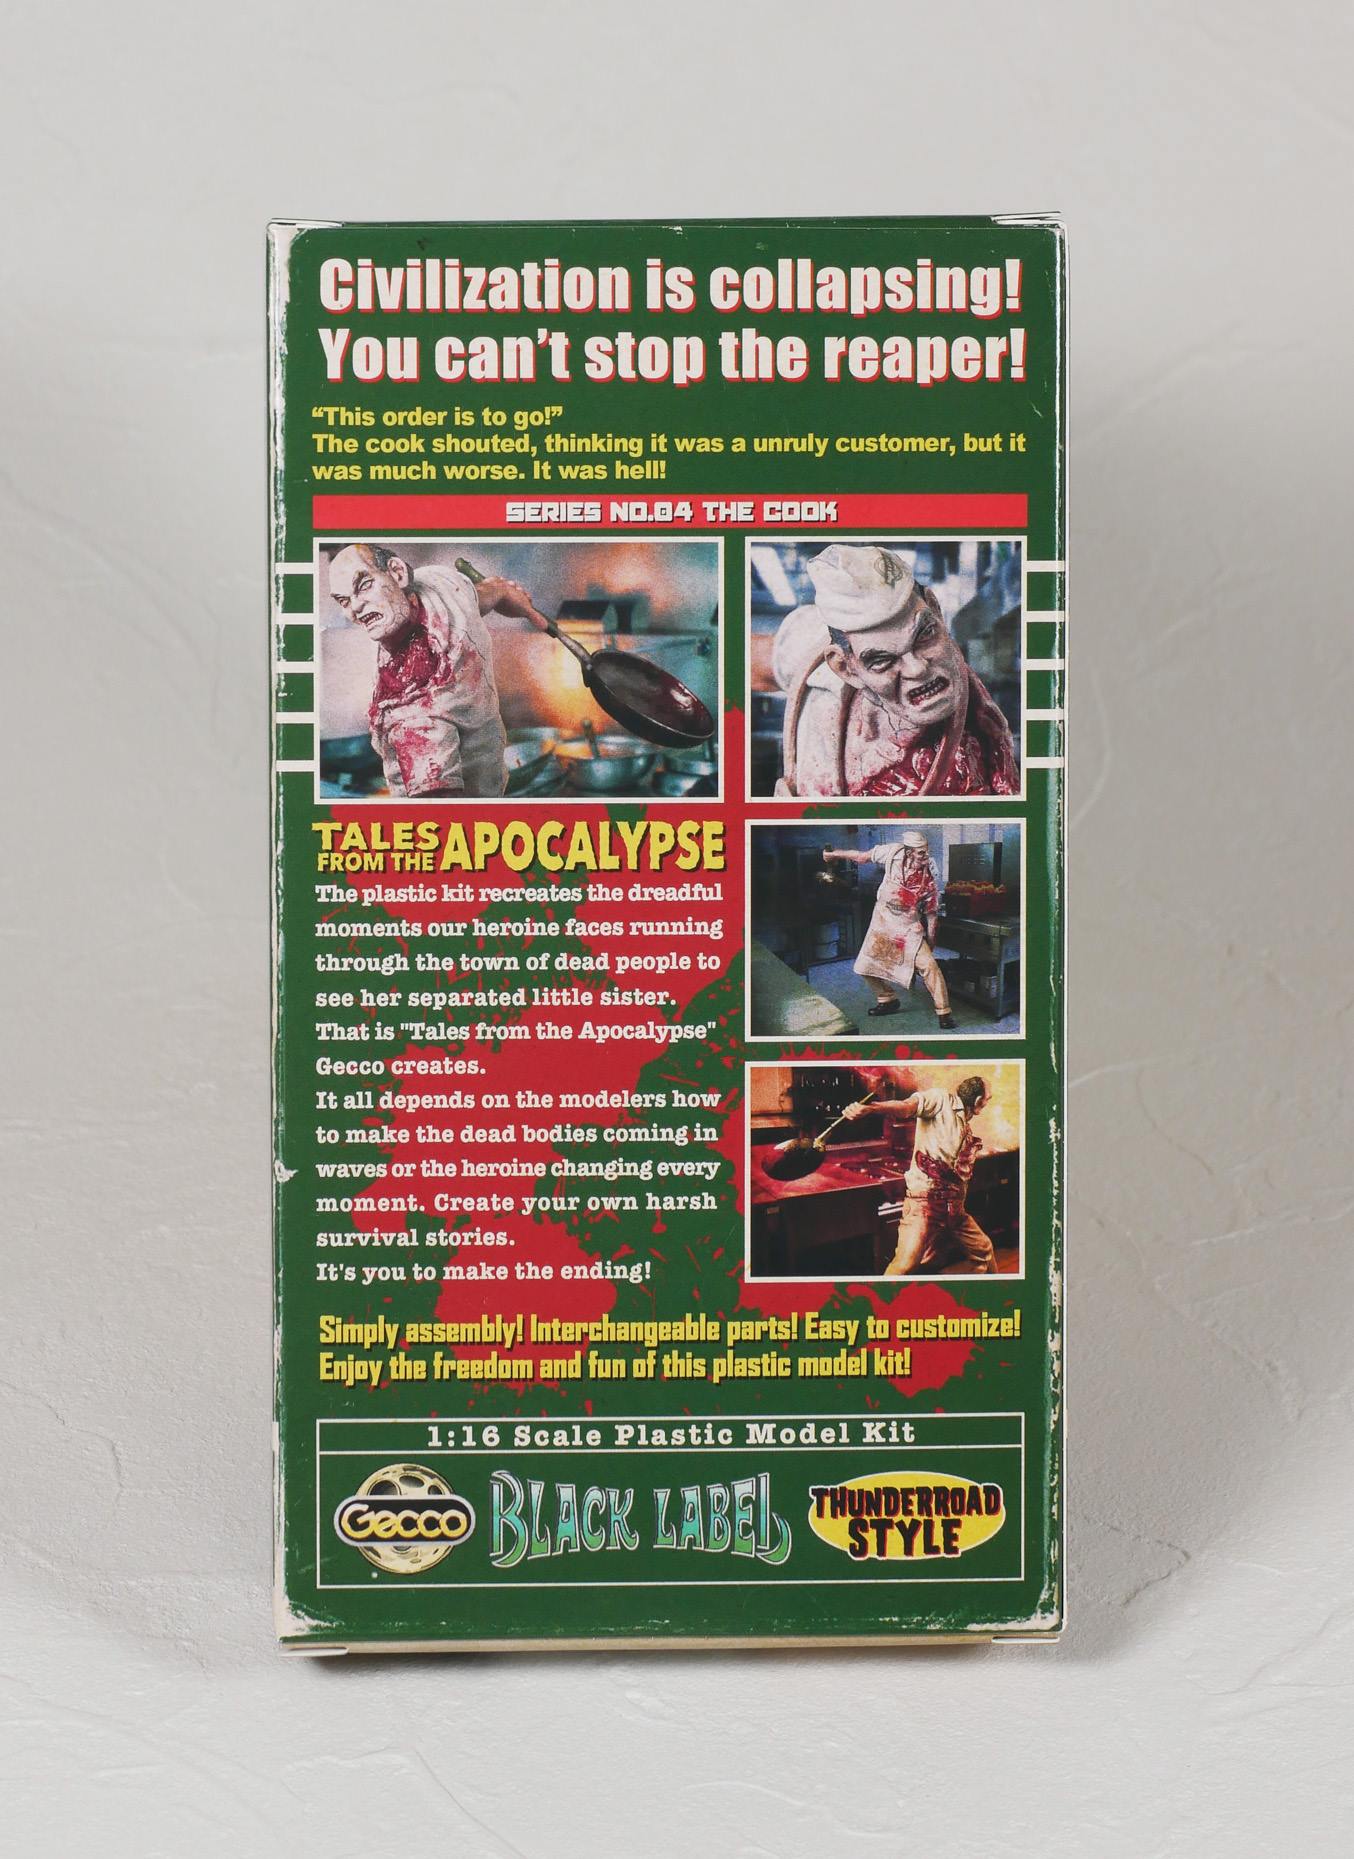 Civilization is collapsing!
You can't stop the reaper!
“This order is to go!”
The cook shouted, thinking it was a unruly customer, but it
was much worse. It was hell!
SERIES NO.04 THE COOK
TALES
FROM THE APOCALYPSE
The plastic kit recreates the dreadful
moments our heroine faces running
through the town of dead people to
see her separated little sister.
That is "Tales from the Apocalypse"
Gecco creates.
It all depends on the modelers how
to make the dead bodies coming in
waves or the heroine changing every
moment. Create your own harsh
survival stories.
It's you to make the ending!
Simply assembly! Interchangeable parts! Easy to customize!
Enjoy the freedom and fun of this plastic model kit!
1:16 Scale Plastic Model Kit
Gecco
BLACK LABEL
THUNDERROAD
STYLE